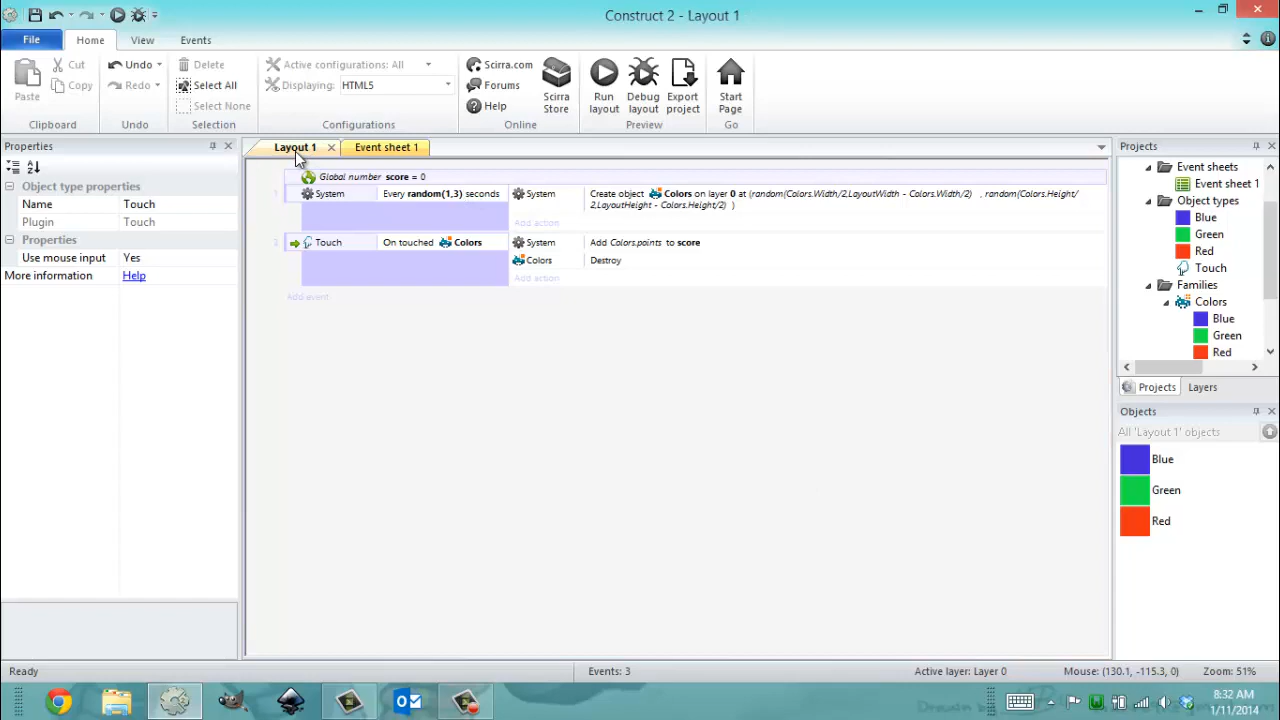 Construct 2 - Layout 1
File
Home
View
Events
Paste
Cut
Copy
Clipboard
Undo
Redo
Undo
Delete
Select All
Select None
Selection
Active configurations: All
Displaying: HTML5
Configurations
Scirra.com
Forums
Help
Scirra Store
Online
Run layout
Debug layout
Export project
Preview
Start Page
Go
Properties
Object type properties
Name Touch
Plugin Touch
Properties
Use mouse input Yes
More information Help
Layout 1
Event sheet 1
Global number score = 0
1 System Every random(1,3) seconds
System Create object Colors on layer 0 at (random(Colors.Width/2,LayoutWidth - Colors.Width/2) , random(Colors.Height/
2,LayoutHeight - Colors.Height/2) )
Add action
Touch On touched Colors
System Add Colors.points to score
Colors Destroy
Add action
Add event
Projects
Event sheets
Event sheet 1
Object types
Blue
Green
Red
Touch
Families
Colors
Blue
Green
Red
Projects Layers
Objects
All 'Layout 1' objects
Blue
Green
Red
Ready
Events: 3
Active layer: Layer 0
Mouse: (130.1, -115.3, 0)
Zoom: 51%
8:32 AM
1/11/2014